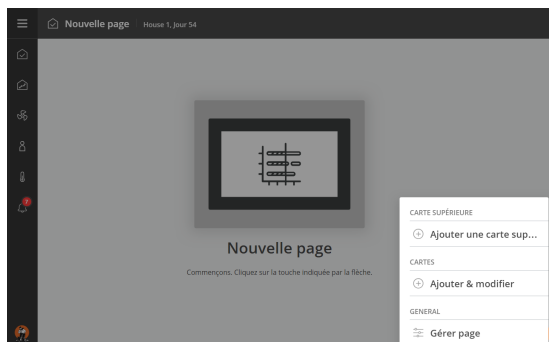 Nouvelle page House 1, Jour 54
Nouvelle page
Commençons. Cliquez sur la touche indiquée par la flèche.
7
CARTE SUPÉRIEURE
Ajouter une carte sup...
CARTES
Ajouter & modifier
GENERAL
Gérer page